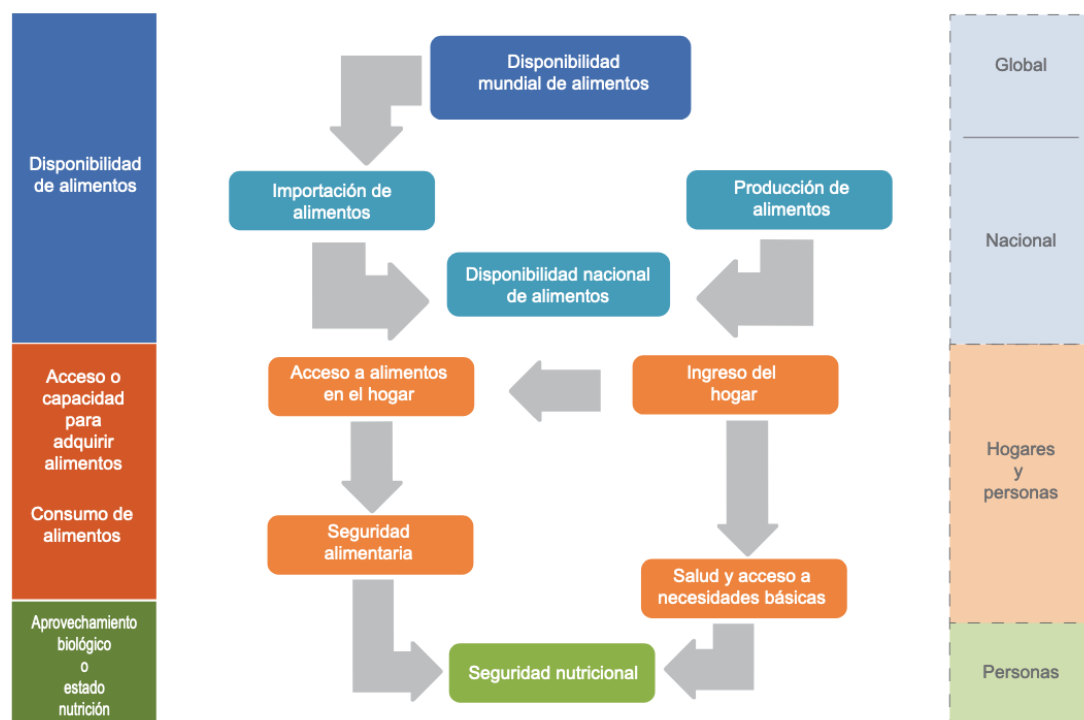 Disponibilidad
mundial de alimentos
Global
Disponibilidad
de alimentos
Importación de
alimentos
Producción de
alimentos
Nacional
Disponibilidad nacional
de alimentos
Acceso o
capacidad
para
adquirir
alimentos
Consumo de
alimentos
Acceso a alimentos
en el hogar
Ingreso del
hogar
Hogares
y
personas
Seguridad
alimentaria
Salud y acceso a
necesidades básicas
Aprovechamiento
biológico
o
estado
nutrición
Seguridad nutricional
Personas